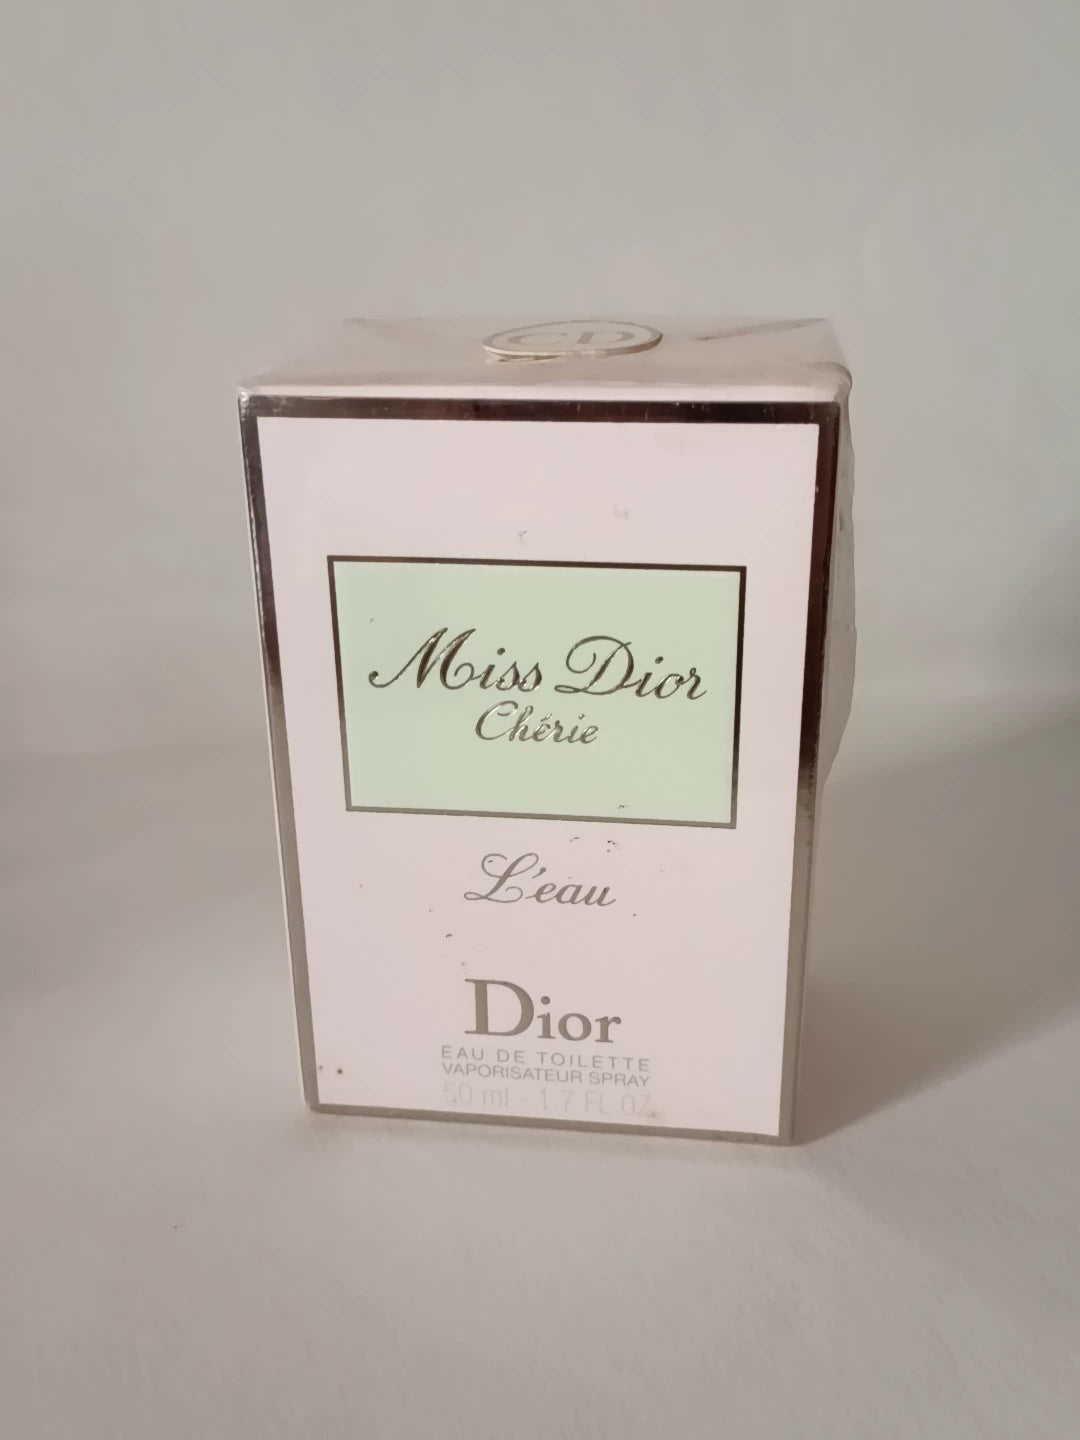 CD
Miss Dior
Chérie
L'eau
Dior
EAU DE TOILETTE
VAPORISATEUR SPRAY
50 ml - 1.7 FL OZ